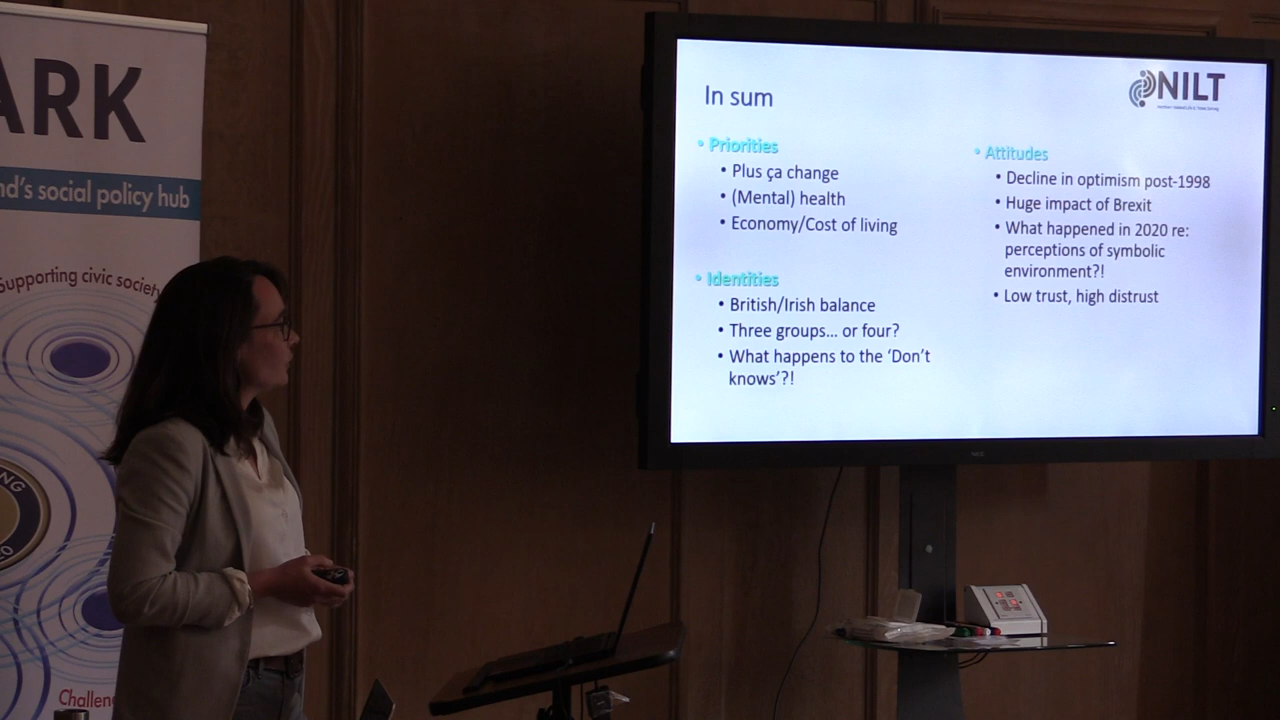 ARK
nd's social policy hub
Supporting civic society
NG
Challen
In sum
NILT
• Priorities
• Plus ça change
• (Mental) health
• Economy/Cost of living
• Identities
• British/Irish balance
• Three groups... or four?
• What happens to the ‘Don’t
knows’?!
• Attitudes
• Decline in optimism post-1998
• Huge impact of Brexit
• What happened in 2020 re:
perceptions of symbolic
environment?!
• Low trust, high distrust
NEC